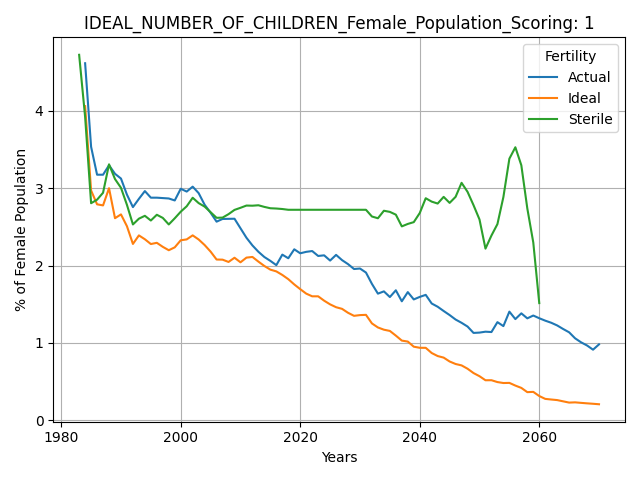 IDEAL_NUMBER_OF_CHILDREN_Female_Population_Scoring: 1
Fertility
Actual
Ideal
Sterile
% of Female Population
4
3
2
1
0
1980 2000 2020 2040 2060
Years